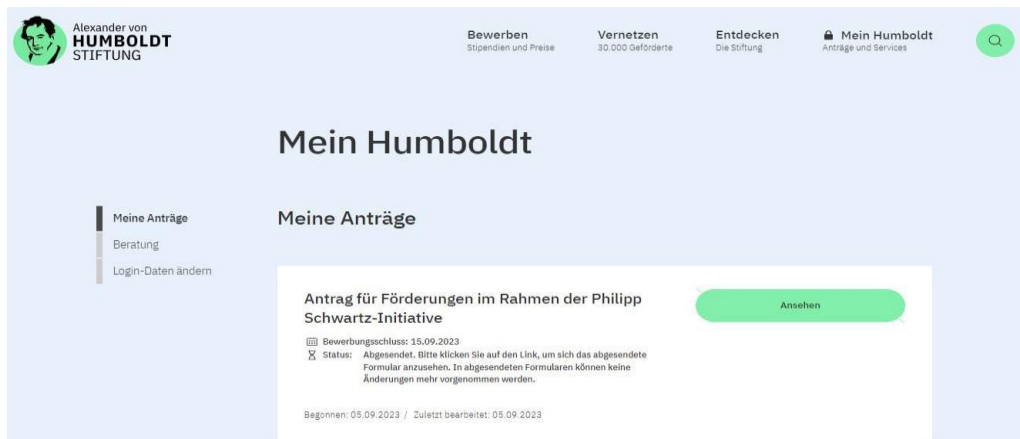 Alexander von
HUMBOLDT
STIFTUNG
Bewerben
Stipendien und Preise
Vernetzen
30.000 Geförderte
Entdecken
Die Stiftung
Mein Humboldt
Anträge und Services
Mein Humboldt
Meine Anträge
Beratung
Login-Daten ändern
Meine Anträge
Antrag für Förderungen im Rahmen der Philipp
Schwartz-Initiative
Ansehen
Bewerbungsschluss: 15.09.2023
Status: Abgesendet. Bitte klicken Sie auf den Link, um sich das abgesendete
Formular anzusehen. In abgesendeten Formularen können keine
Änderungen mehr vorgenommen werden.
Begonnen: 05.09.2023 / Zuletzt bearbeitet: 05.09.2023